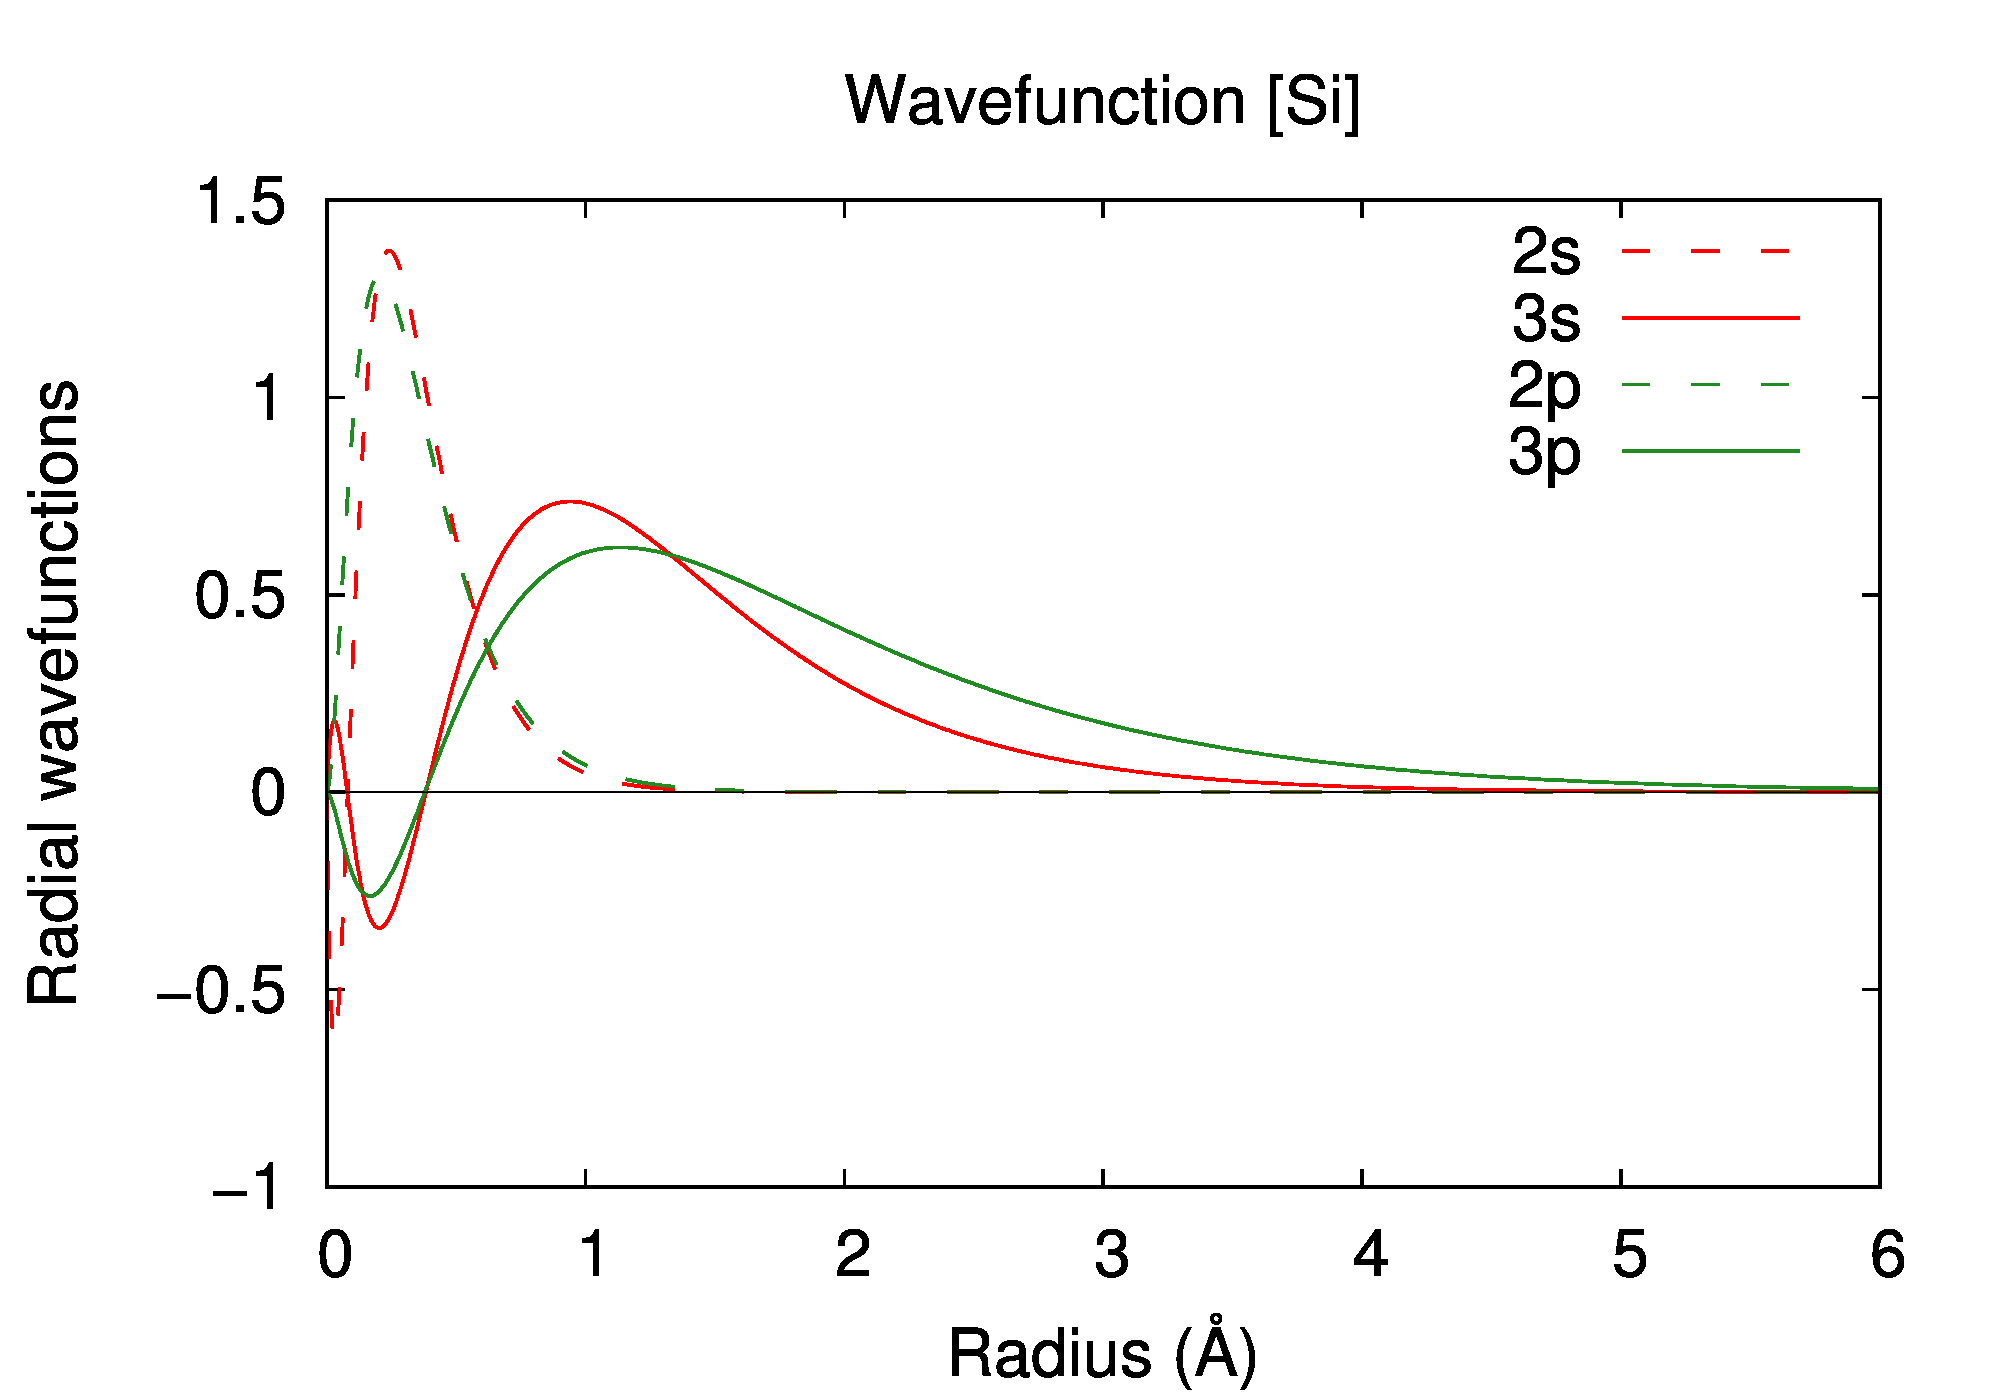 Wavefunction [Si]
1.5
1
0.5
0
−0.5
−1
Radial wavefunctions
2s
3s
2p
3p
0 1 2 3 4 5 6
Radius (Å)